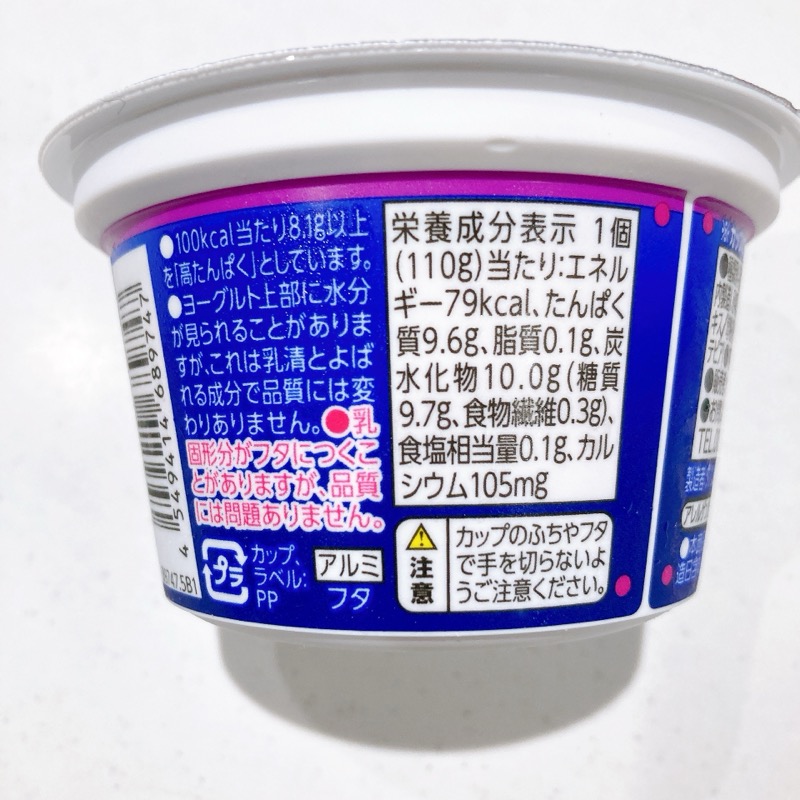 ●100kcal当たり8.1g以上
を「高たんぱく」としています。
●ヨーグルト上部に水分
が見られることがありま
すが、これは乳清とよば
れる成分で品質には変
わりありません。●乳
固形分がフタにつくこ
とがありますが、品質
には問題ありません。
プラ
カップ、
ラベル:
PP
アルミ
フタ
4 549414 689747
栄養成分表示 1個
(110g)当たり:エネル
ギー79kcal、たんぱく
質9.6g、脂質0.1g、炭
水化物10.0g(糖質
9.7g、食物繊維0.3g)、
食塩相当量0.1g、カル
シウム105mg
注意
カップのふちやフタ
で手を切らないよ
うご注意ください。
製造者